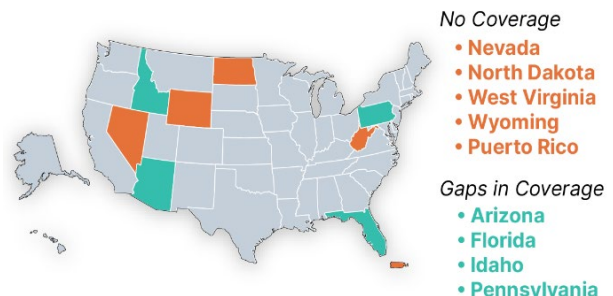 No Coverage
• Nevada
• North Dakota
• West Virginia
• Wyoming
• Puerto Rico
Gaps in Coverage
• Arizona
• Florida
• Idaho
• Pennsylvania